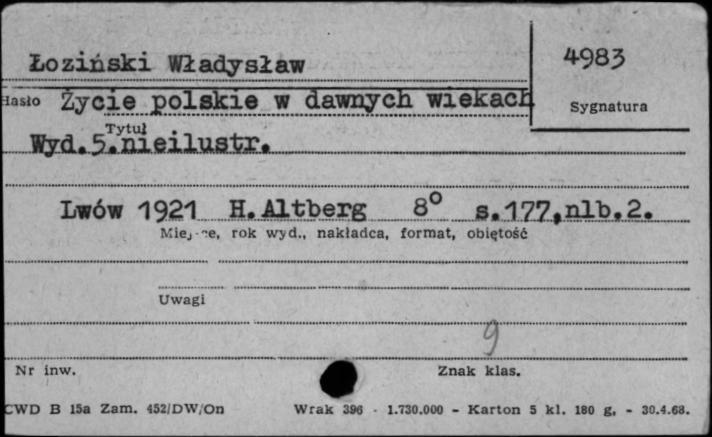 Łoziński Władysław
4983
Hasło Życie polskie w dawnych wiekach
Sygnatura
Tytuł
Wyd.5.nieilustr.
Lwów 1921 H.Altberg 8° s.177,nlb.2.
Miejsce, rok wyd., nakładca, format, objętość
Uwagi
9
Nr inw.
Znak klas.
CWD B 15a Zam. 452/DW/On Wrak 396 - 1.730.000 - Karton 5 kl. 180 g. - 30.4.68.